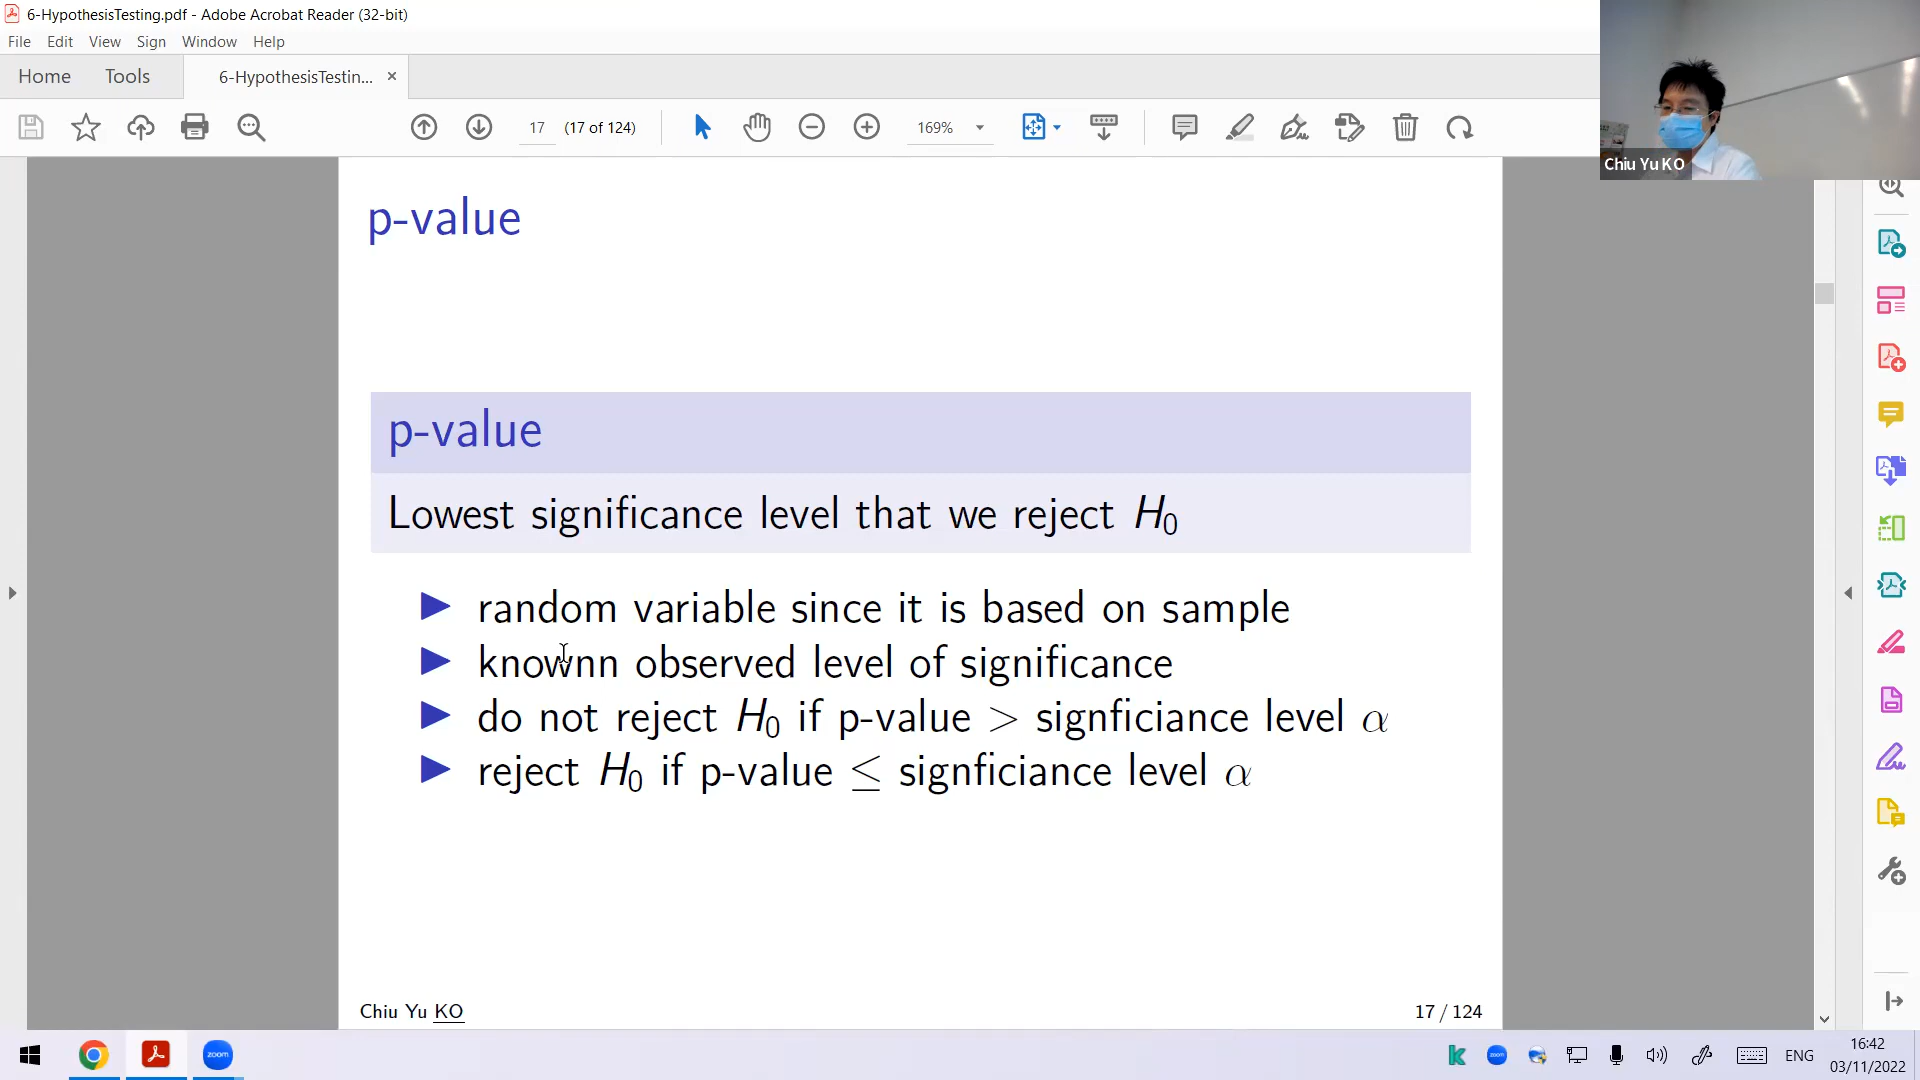 6-HypothesisTesting.pdf - Adobe Acrobat Reader (32-bit)
File Edit View Sign Window Help
Home Tools 6-HypothesisTestin... ×
17 (17 of 124) 169%
Chiu Yu KO
p-value
p-value
Lowest significance level that we reject H₀
▶ random variable since it is based on sample
▶ knownn observed level of significance
▶ do not reject H₀ if p-value > signficiance level α
▶ reject H₀ if p-value ≤ signficiance level α
Chiu Yu KO 17 / 124
zoom
zoom
ENG
16:42
03/11/2022